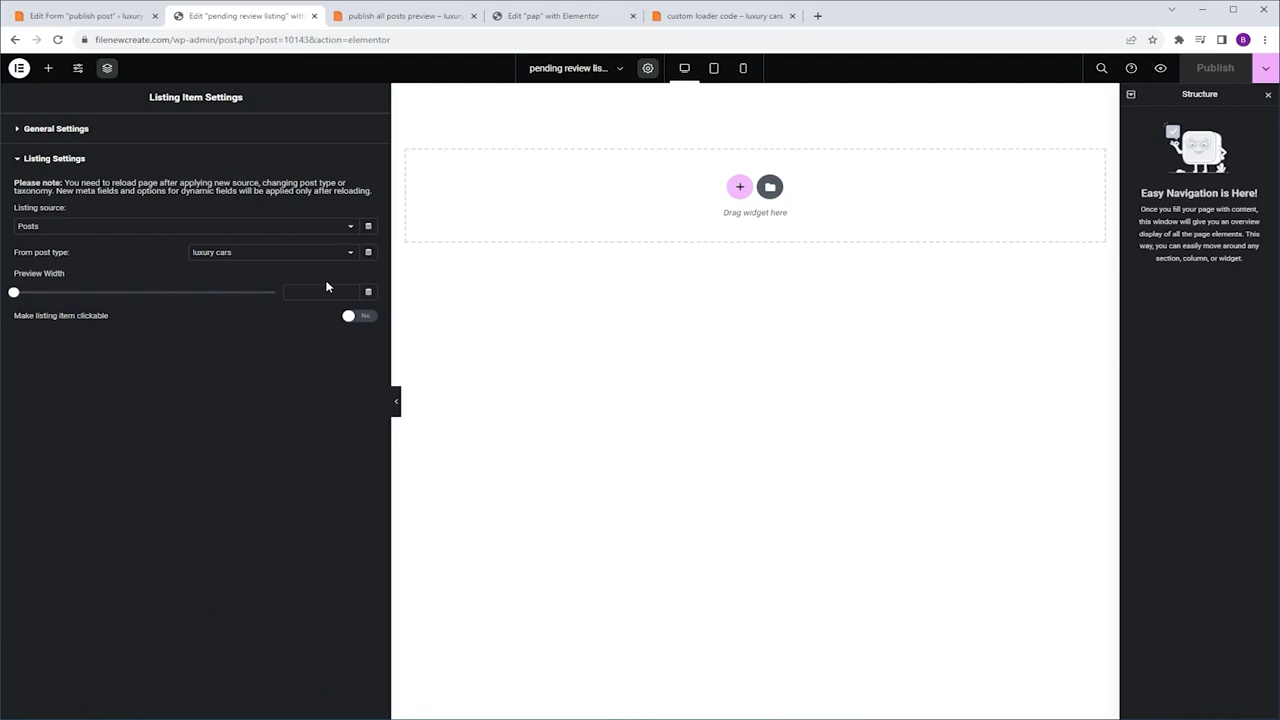 Edit Form "publish post" ‹ luxury
Edit "pending review listing" with
publish all posts preview – luxury
Edit "pap" with Elementor
custom loader code – luxury cars
filenewcreate.com/wp-admin/post.php?post=10143&action=elementor
B
pending review lis...
Publish
Listing Item Settings
Structure
General Settings
Listing Settings
Please note: You need to reload page after applying new source, changing post type or
taxonomy. New meta fields and options for dynamic fields will be applied only after reloading.
Listing source:
Posts
From post type:
luxury cars
Preview Width
Make listing item clickable
No
Drag widget here
Easy Navigation is Here!
Once you fill your page with content,
this window will give you an overview
display of all the page elements. This
way, you can easily move around any
section, column, or widget.